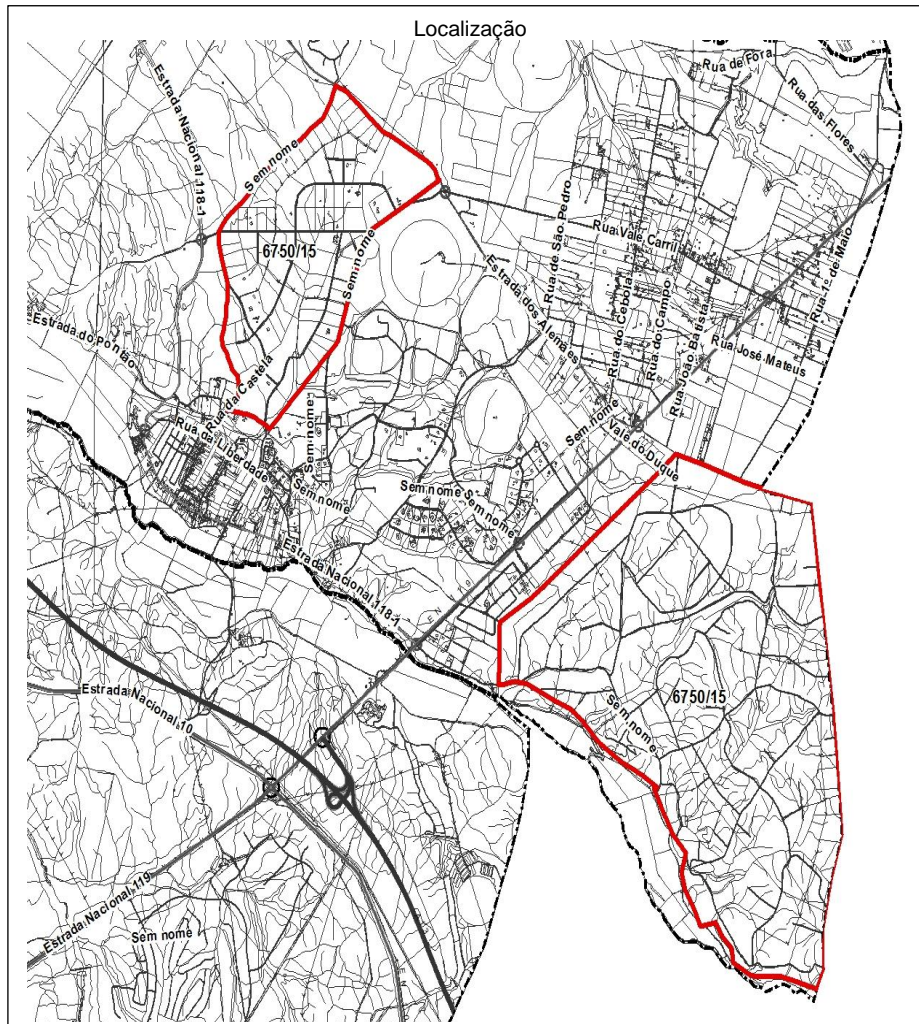 Localização
Rua de Fora
Rua das Flores
Estrada Nacional 118-1
Sem nome
Rua de São Pedro
Rua Vale Carril
6750/15
Sem nome
Estrada dos Alemães
Rua do Cebola
Rua do Campo
Rua João Batista
Rua 1º de Maio
Rua José Mateus
Estrada do Pontão
Rua da Castela
Rua da Liberdade
Sem nome
Sem nome
Sem nome
Vale do Duque
Sem nome
Sem nome
Estrada Nacional 118-1
Estrada Nacional 10
Sem nome
6750/15
Estrada Nacional 119
Sem nome